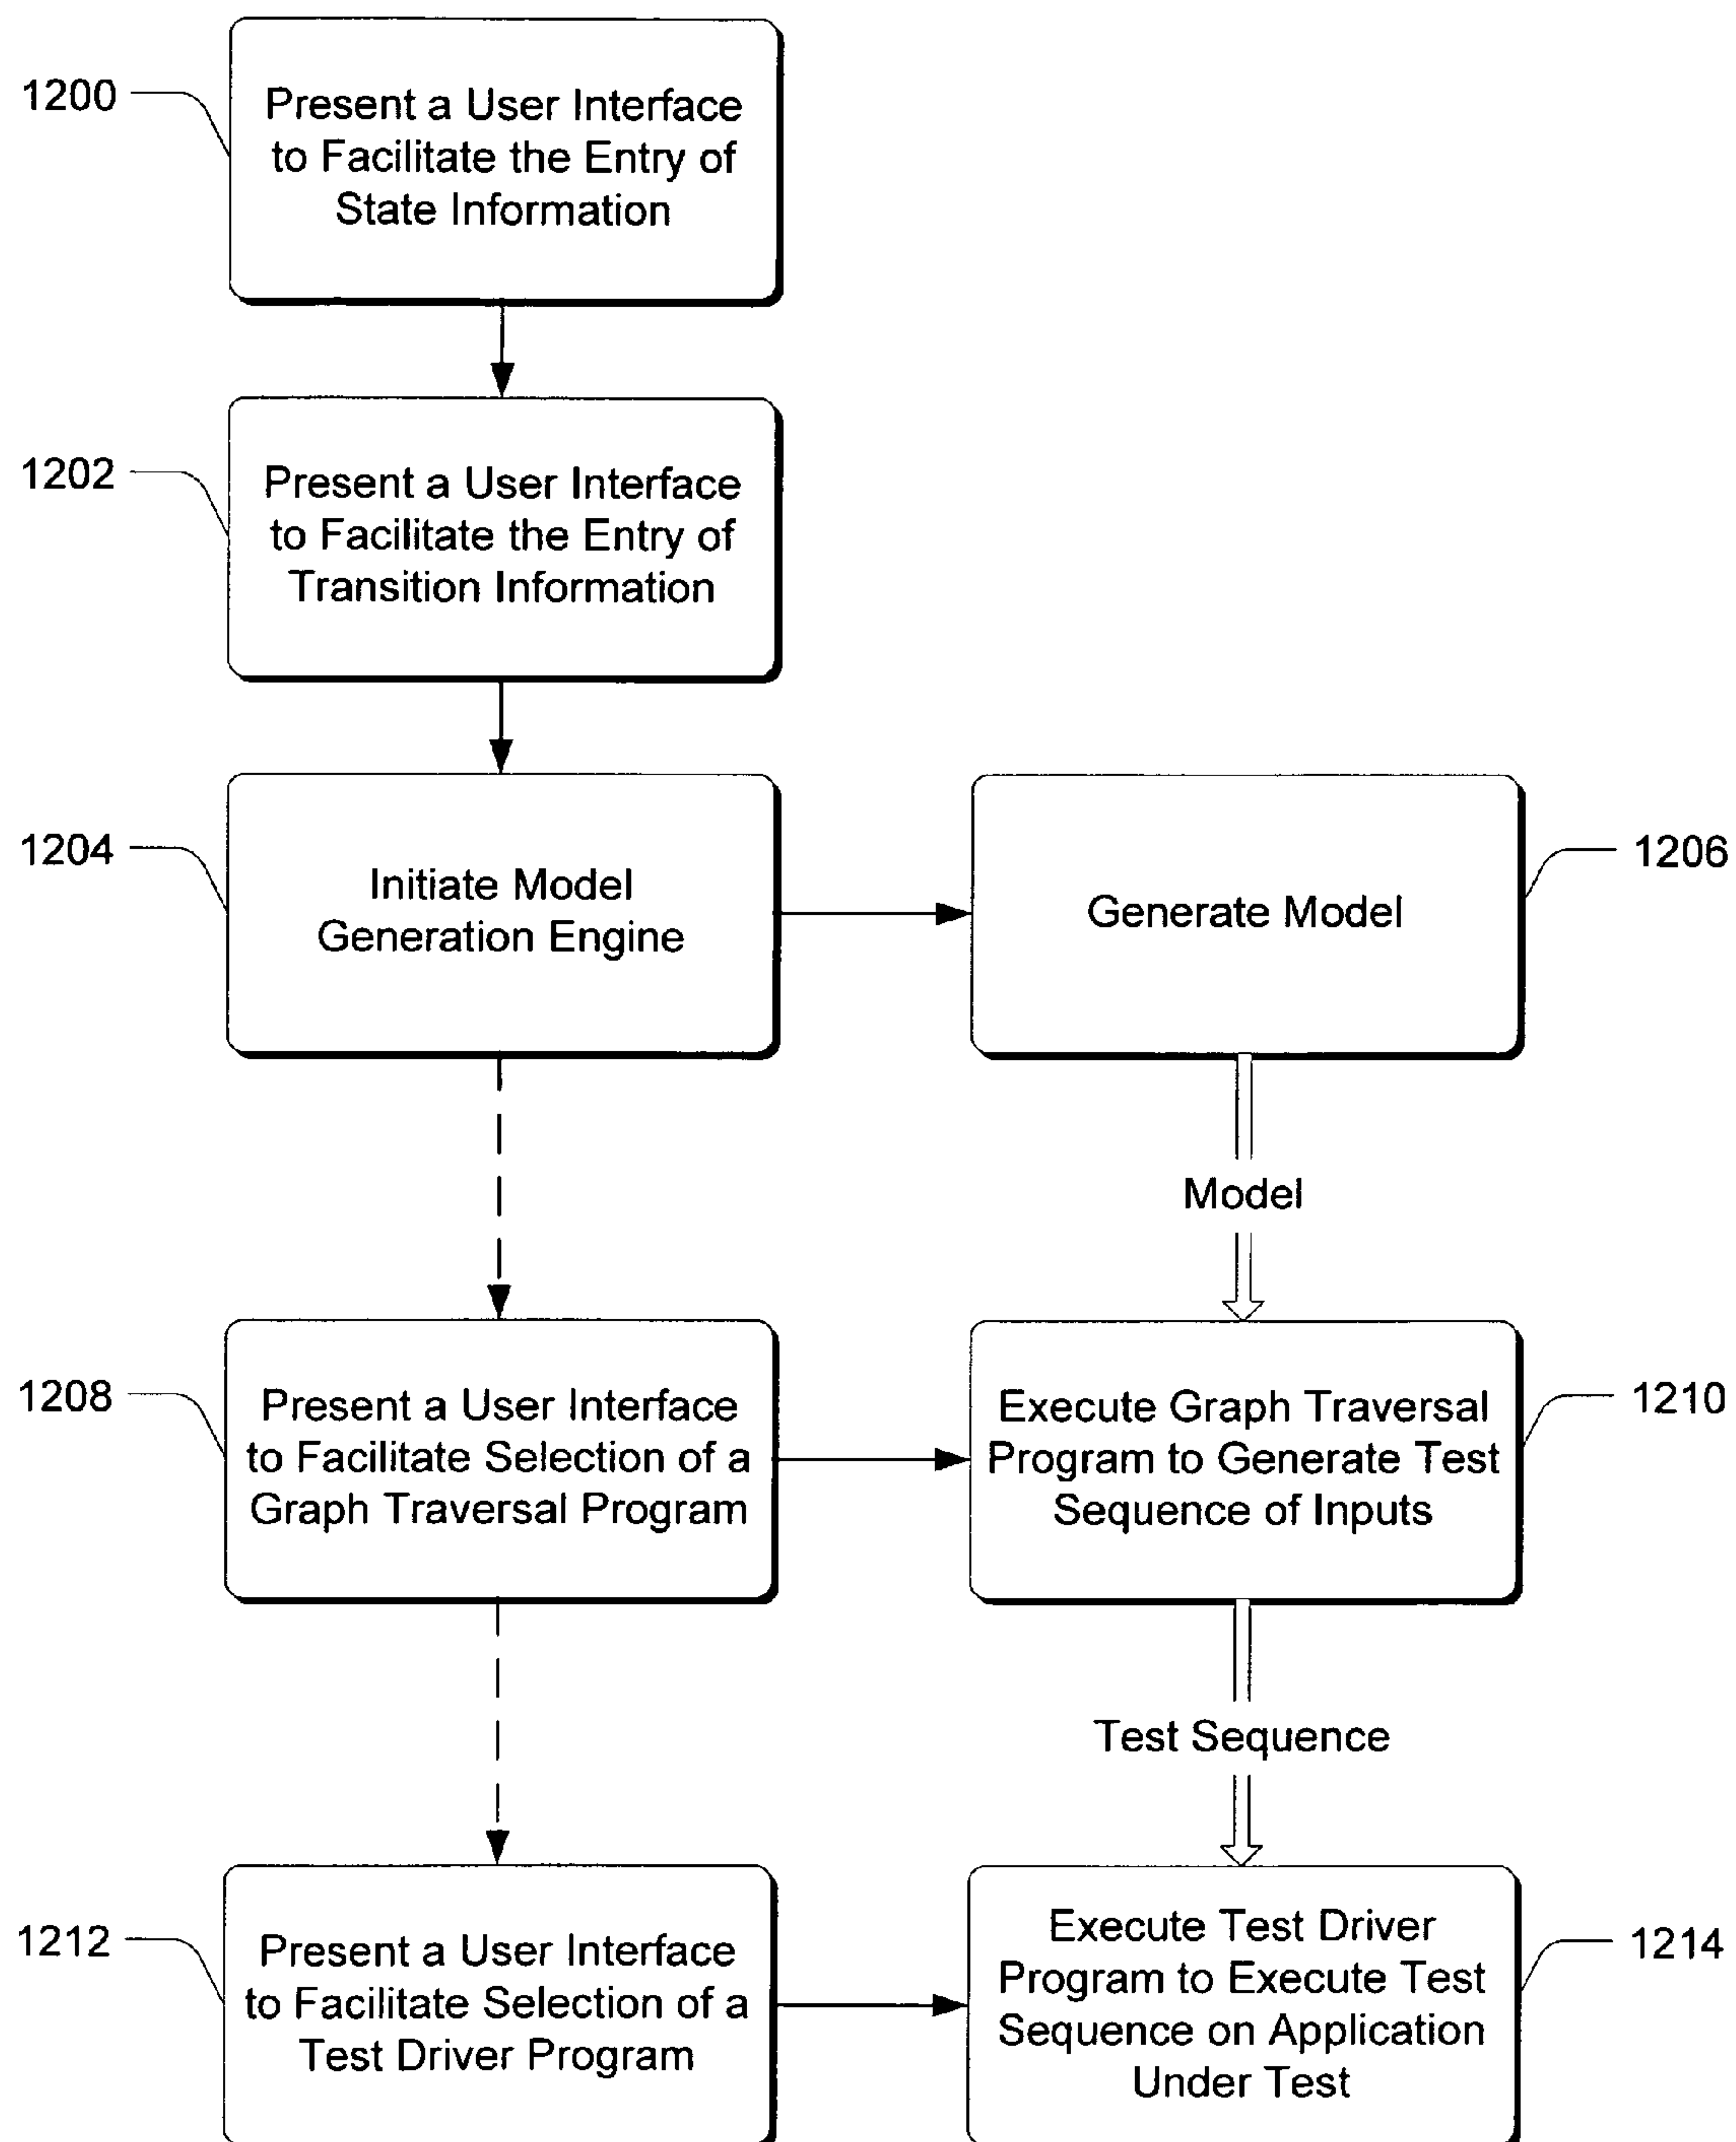 1200
Present a User Interface
to Facilitate the Entry of
State Information
1202
Present a User Interface
to Facilitate the Entry of
Transition Information
1204
Initiate Model
Generation Engine
Generate Model
1206
Model
1208
Present a User Interface
to Facilitate Selection of a
Graph Traversal Program
Execute Graph Traversal
Program to Generate Test
Sequence of Inputs
1210
Test Sequence
1212
Present a User Interface
to Facilitate Selection of a
Test Driver Program
Execute Test Driver
Program to Execute Test
Sequence on Application
Under Test
1214